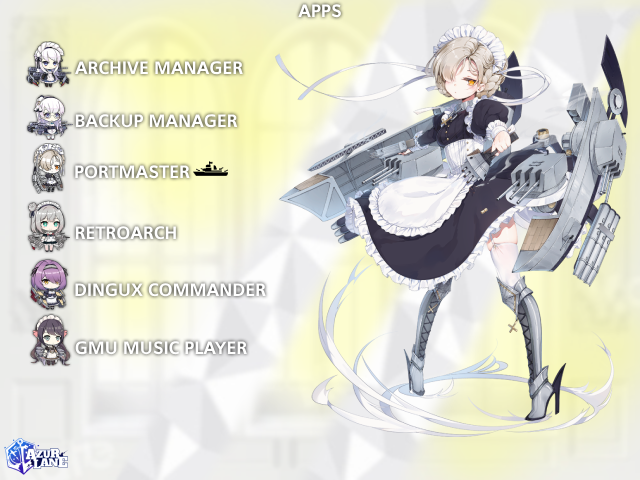 APPS
ARCHIVE MANAGER
BACKUP MANAGER
PORTMASTER
RETROARCH
DINGUX COMMANDER
GMU MUSIC PLAYER
AZUR
LANE